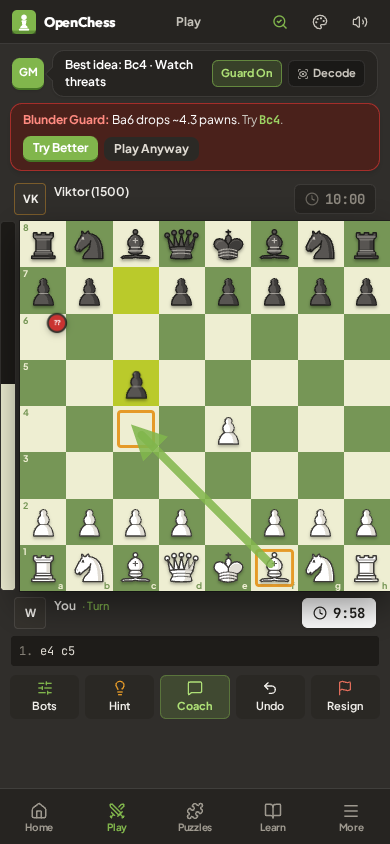 OpenChess
Play
GM
Best idea: Bc4 · Watch
threats
Guard On
Decode
Blunder Guard: Ba6 drops ~4.3 pawns. Try Bc4.
Try Better
Play Anyway
VK
Viktor (1500)
10:00
8
7
6
??
5
4
3
2
1
a
b
c
d
e
g
h
W
You · Turn
9:58
1. e4 c5
Bots
Hint
Coach
Undo
Resign
Home
Play
Puzzles
Learn
More